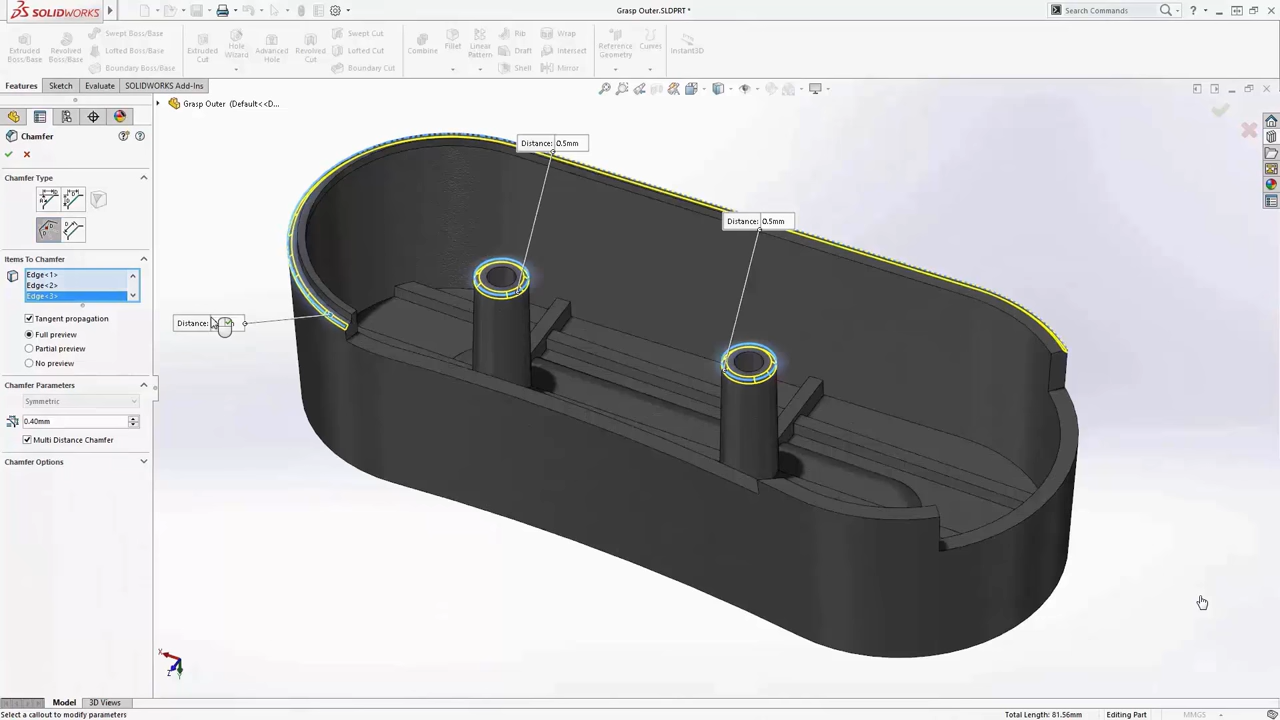 SOLIDWORKS
Grasp Outer.SLDPRT *
Search Commands
Extruded Boss/Base
Revolved Boss/Base
Swept Boss/Base
Lofted Boss/Base
Boundary Boss/Base
Extruded Cut
Hole Wizard
Advanced Hole
Revolved Cut
Swept Cut
Lofted Cut
Boundary Cut
Combine
Fillet
Linear Pattern
Rib
Draft
Shell
Wrap
Intersect
Mirror
Reference Geometry
Curves
Instant3D
Features
Sketch
Evaluate
SOLIDWORKS Add-Ins
Grasp Outer (Default<<D...
Chamfer
Chamfer Type
Items To Chamfer
Edge<1>
Edge<2>
Edge<3>
Tangent propagation
Full preview
Partial preview
No preview
Chamfer Parameters
Symmetric
0.40mm
Multi Distance Chamfer
Chamfer Options
Distance: 0.5mm
Distance: 0.5mm
Distance:
X
Z
Model
3D Views
Select a callout to modify parameters
Total Length: 81.56mm
Editing Part
MMGS